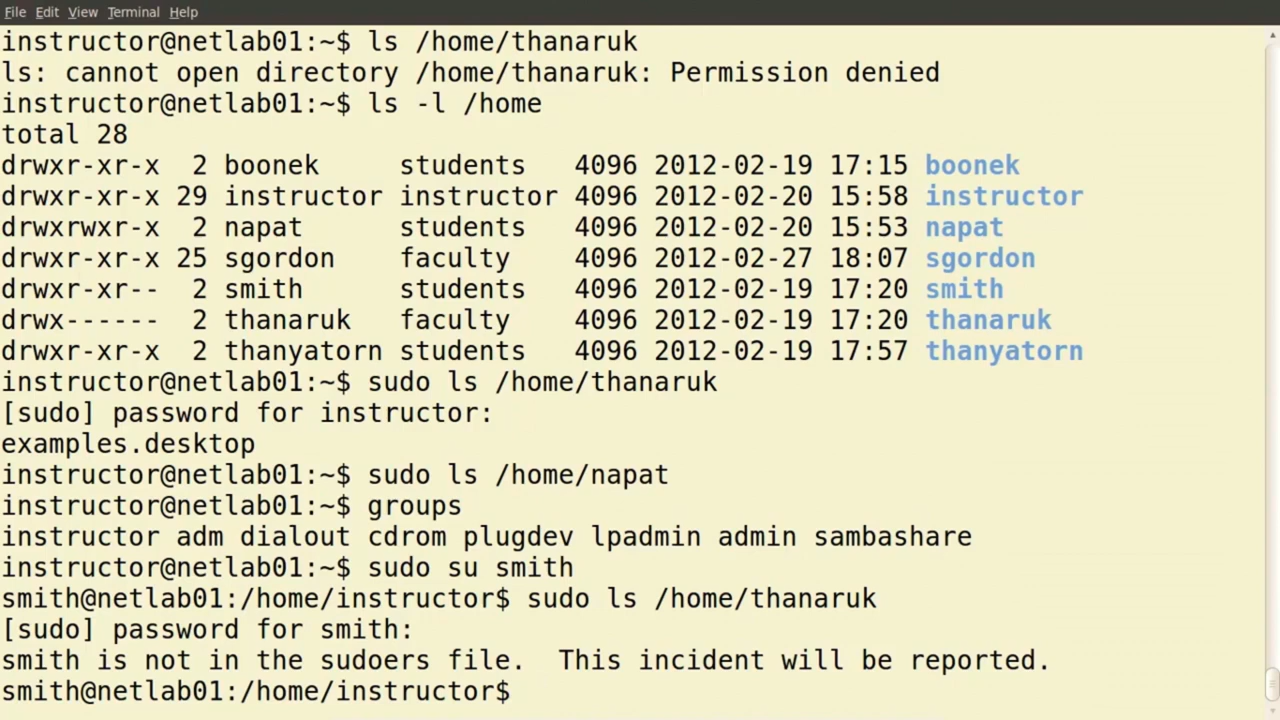 File Edit View Terminal Help
instructor@netlab01:~$ ls /home/thanaruk
ls: cannot open directory /home/thanaruk: Permission denied
instructor@netlab01:~$ ls -l /home
total 28
drwxr-xr-x  2 boonek     students   4096 2012-02-19 17:15 boonek
drwxr-xr-x 29 instructor instructor 4096 2012-02-20 15:58 instructor
drwxrwxr-x  2 napat      students   4096 2012-02-20 15:53 napat
drwxr-xr-x 25 sgordon    faculty    4096 2012-02-27 18:07 sgordon
drwxr-xr--  2 smith      students   4096 2012-02-19 17:20 smith
drwx------  2 thanaruk   faculty    4096 2012-02-19 17:20 thanaruk
drwxr-xr-x  2 thanyatorn students   4096 2012-02-19 17:57 thanyatorn
instructor@netlab01:~$ sudo ls /home/thanaruk
[sudo] password for instructor:
examples.desktop
instructor@netlab01:~$ sudo ls /home/napat
instructor@netlab01:~$ groups
instructor adm dialout cdrom plugdev lpadmin admin sambashare
instructor@netlab01:~$ sudo su smith
smith@netlab01:/home/instructor$ sudo ls /home/thanaruk
[sudo] password for smith:
smith is not in the sudoers file.  This incident will be reported.
smith@netlab01:/home/instructor$